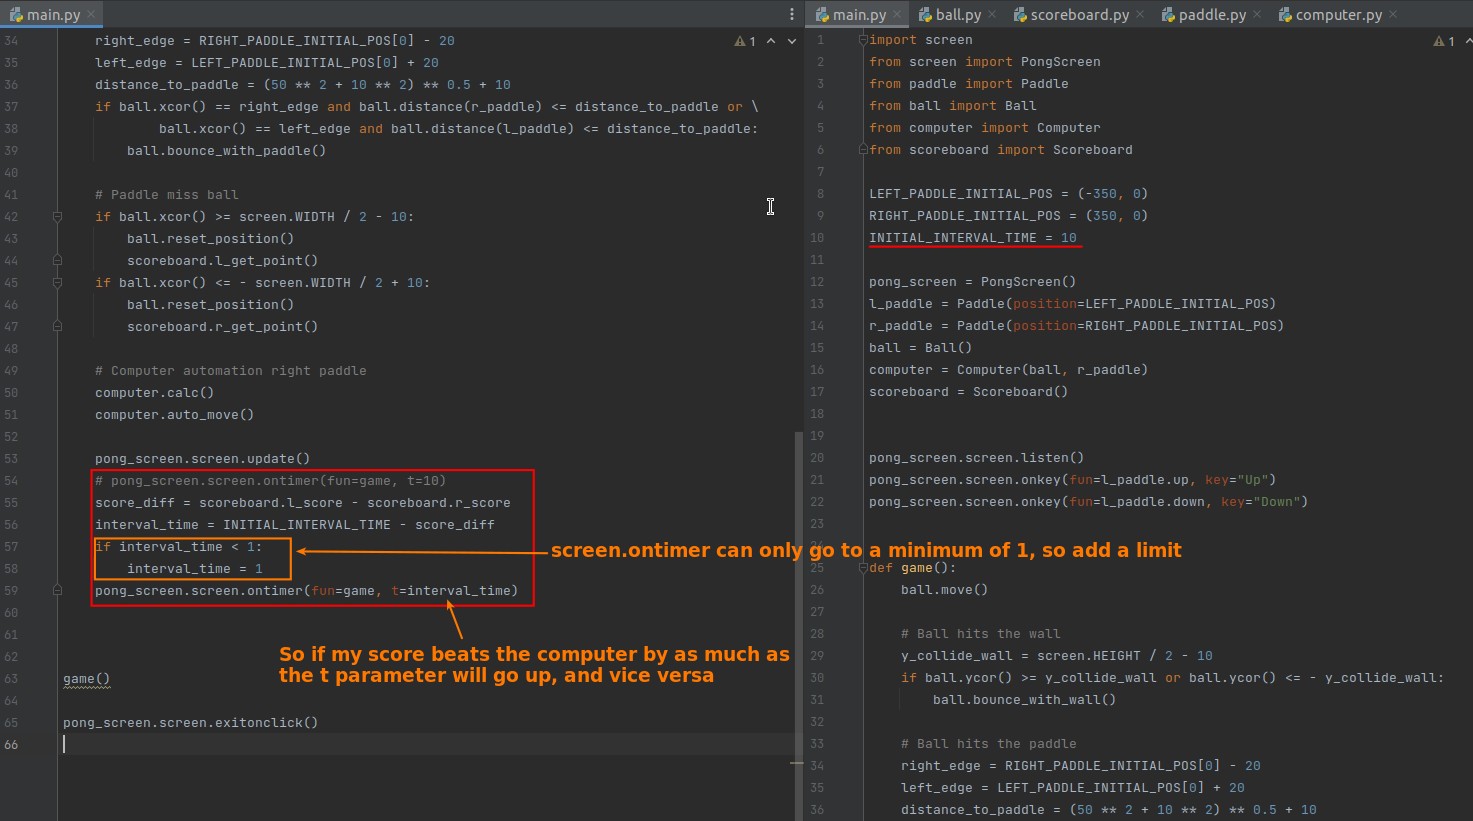 main.py
34 right_edge = RIGHT_PADDLE_INITIAL_POS[0] - 20
35 left_edge = LEFT_PADDLE_INITIAL_POS[0] + 20
36 distance_to_paddle = (50 ** 2 + 10 ** 2) ** 0.5 + 10
37 if ball.xcor() == right_edge and ball.distance(r_paddle) <= distance_to_paddle or \
38 ball.xcor() == left_edge and ball.distance(l_paddle) <= distance_to_paddle:
39 ball.bounce_with_paddle()
40
41 # Paddle miss ball
42 if ball.xcor() >= screen.WIDTH / 2 - 10:
43 ball.reset_position()
44 scoreboard.l_get_point()
45 if ball.xcor() <= - screen.WIDTH / 2 + 10:
46 ball.reset_position()
47 scoreboard.r_get_point()
48
49 # Computer automation right paddle
50 computer.calc()
51 computer.auto_move()
52
53 pong_screen.screen.update()
54 # pong_screen.screen.ontimer(fun=game, t=10)
55 score_diff = scoreboard.l_score - scoreboard.r_score
56 interval_time = INITIAL_INTERVAL_TIME - score_diff
57 if interval_time < 1:
58 interval_time = 1
59 pong_screen.screen.ontimer(fun=game, t=interval_time)
60
61
62
63 game()
64
65 pong_screen.screen.exitonclick()
66
1
screen.ontimer can only go to a minimum of 1, so add a limit
So if my score beats the computer by as much as
the t parameter will go up, and vice versa
main.py ball.py scoreboard.py paddle.py computer.py
1 import screen
2 from screen import PongScreen
3 from paddle import Paddle
4 from ball import Ball
5 from computer import Computer
6 from scoreboard import Scoreboard
7
8 LEFT_PADDLE_INITIAL_POS = (-350, 0)
9 RIGHT_PADDLE_INITIAL_POS = (350, 0)
10 INITIAL_INTERVAL_TIME = 10
11
12 pong_screen = PongScreen()
13 l_paddle = Paddle(position=LEFT_PADDLE_INITIAL_POS)
14 r_paddle = Paddle(position=RIGHT_PADDLE_INITIAL_POS)
15 ball = Ball()
16 computer = Computer(ball, r_paddle)
17 scoreboard = Scoreboard()
18
19
20 pong_screen.screen.listen()
21 pong_screen.screen.onkey(fun=l_paddle.up, key="Up")
22 pong_screen.screen.onkey(fun=l_paddle.down, key="Down")
23
25 def game():
26 ball.move()
27
28 # Ball hits the wall
29 y_collide_wall = screen.HEIGHT / 2 - 10
30 if ball.ycor() >= y_collide_wall or ball.ycor() <= - y_collide_wall:
31 ball.bounce_with_wall()
32
33 # Ball hits the paddle
34 right_edge = RIGHT_PADDLE_INITIAL_POS[0] - 20
35 left_edge = LEFT_PADDLE_INITIAL_POS[0] + 20
36 distance_to_paddle = (50 ** 2 + 10 ** 2) ** 0.5 + 10
1